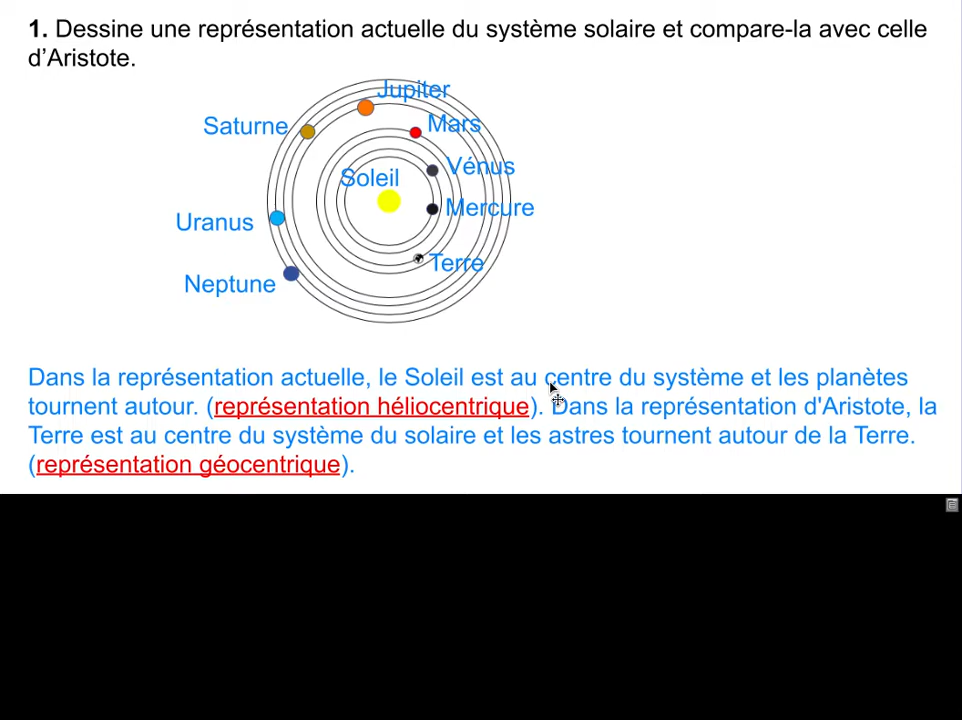 1. Dessine une représentation actuelle du système solaire et compare-la avec celle
d'Aristote.
Jupiter
Saturne
Mars
Vénus
Soleil
Mercure
Uranus
Terre
Neptune
Dans la représentation actuelle, le Soleil est au centre du système et les planètes
tournent autour. (représentation héliocentrique). Dans la représentation d'Aristote, la
Terre est au centre du système du solaire et les astres tournent autour de la Terre.
(représentation géocentrique).